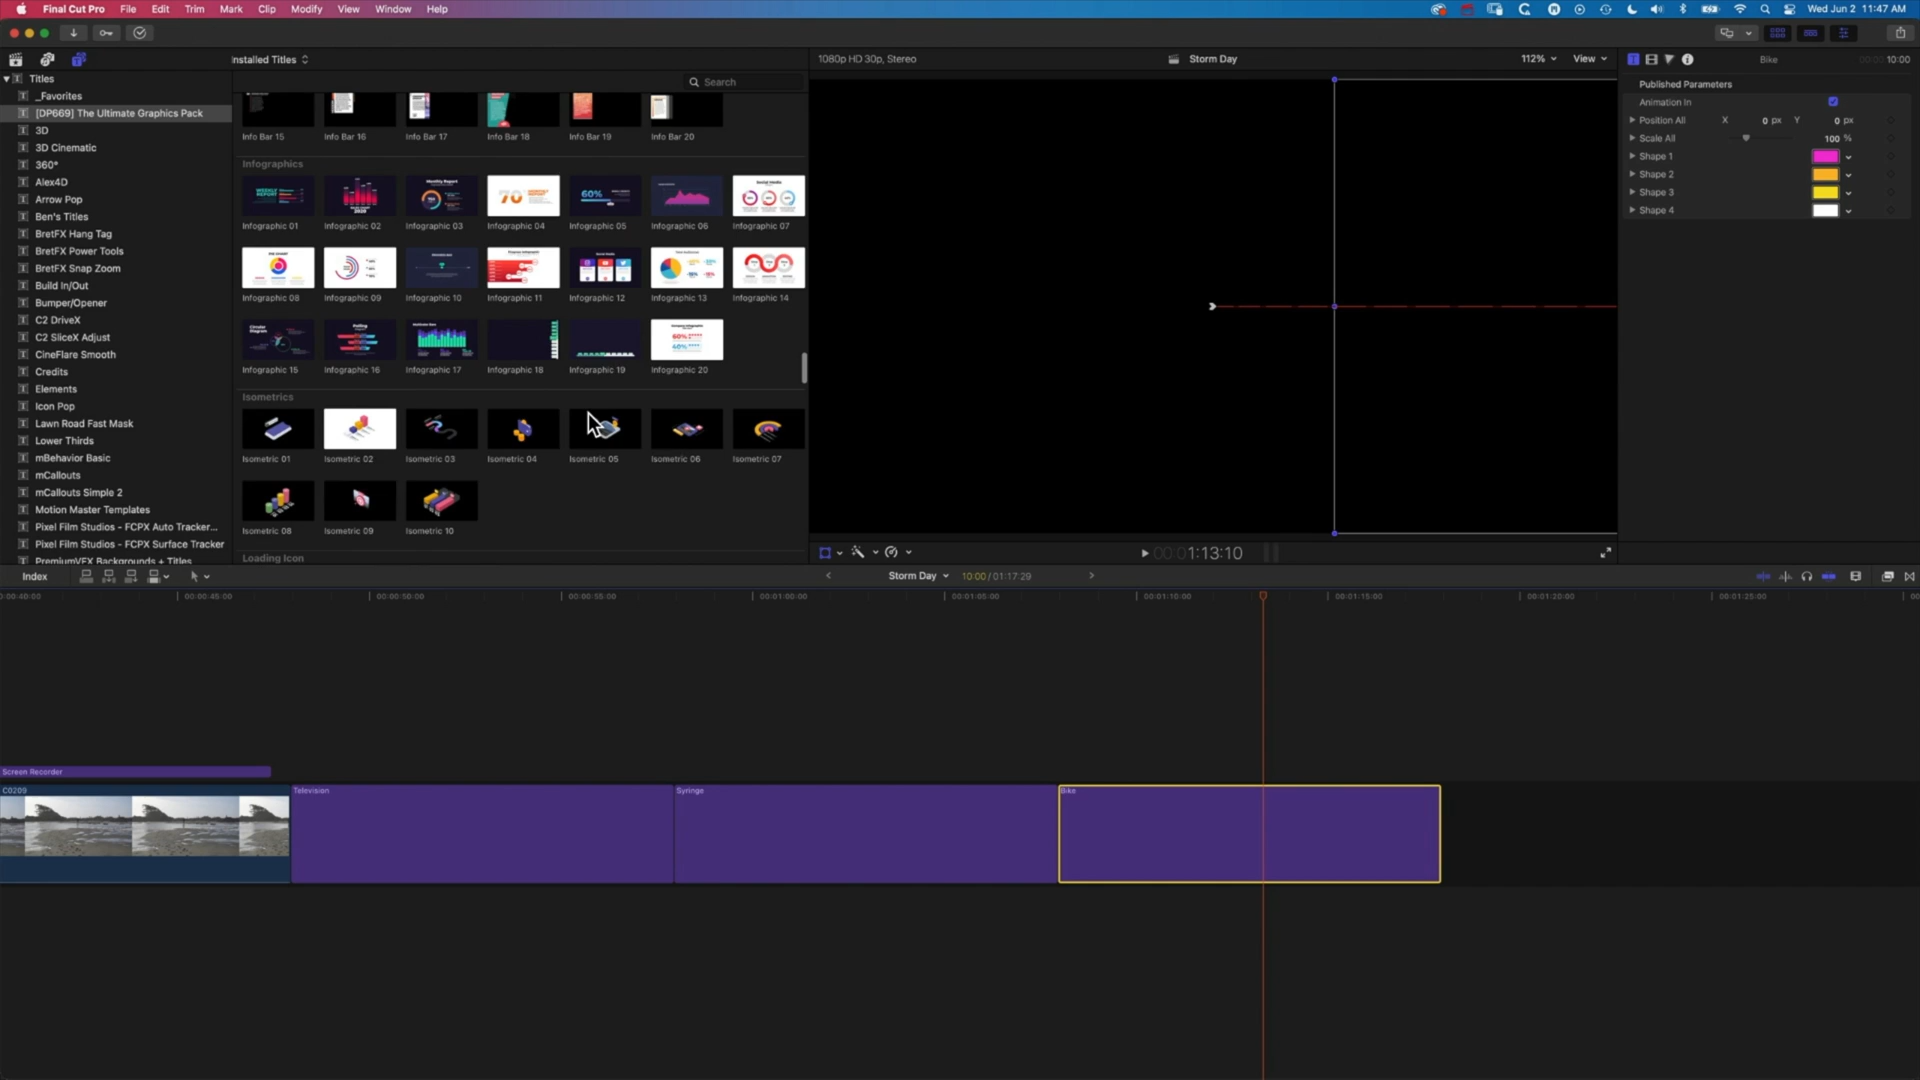 Final Cut Pro File Edit Trim Mark Clip Modify View Window Help Wed Jun 2 11:47 AM
Installed Titles
1080p HD 30p, Stereo Storm Day 112% View Bike 10:00
Search
Titles
_Favorites
[DP669] The Ultimate Graphics Pack
3D
3D Cinematic
360°
Alex4D
Arrow Pop
Ben's Titles
BretFX Hang Tag
BretFX Power Tools
BretFX Snap Zoom
Build In/Out
Bumper/Opener
C2 DriveX
C2 SliceX Adjust
CineFlare Smooth
Credits
Elements
Icon Pop
Lawn Road Fast Mask
Lower Thirds
mBehavior Basic
mCallouts
mCallouts Simple 2
Motion Master Templates
Pixel Film Studios - FCPX Auto Tracker...
Pixel Film Studios - FCPX Surface Tracker
PremiumVFX Backgrounds + Titles
Info Bar 15 Info Bar 16 Info Bar 17 Info Bar 18 Info Bar 19 Info Bar 20
Infographics
Infographic 01 Infographic 02 Infographic 03 Infographic 04 Infographic 05 Infographic 06 Infographic 07
Infographic 08 Infographic 09 Infographic 10 Infographic 11 Infographic 12 Infographic 13 Infographic 14
Infographic 15 Infographic 16 Infographic 17 Infographic 18 Infographic 19 Infographic 20
Isometrics
Isometric 01 Isometric 02 Isometric 03 Isometric 04 Isometric 05 Isometric 06 Isometric 07
Isometric 08 Isometric 09 Isometric 10
Loading Icon
Published Parameters
Animation In
Position All X 0 px Y 0 px
Scale All 100 %
Shape 1
Shape 2
Shape 3
Shape 4
00:00 1:13:10
Index Storm Day 10:00 / 01:17:29
0:00:40:00 00:00:45:00 00:00:50:00 00:00:55:00 00:01:00:00 00:01:05:00 00:01:10:00 00:01:15:00 00:01:20:00 00:01:25:00
Screen Recorder
C0209 Television Syringe Bike